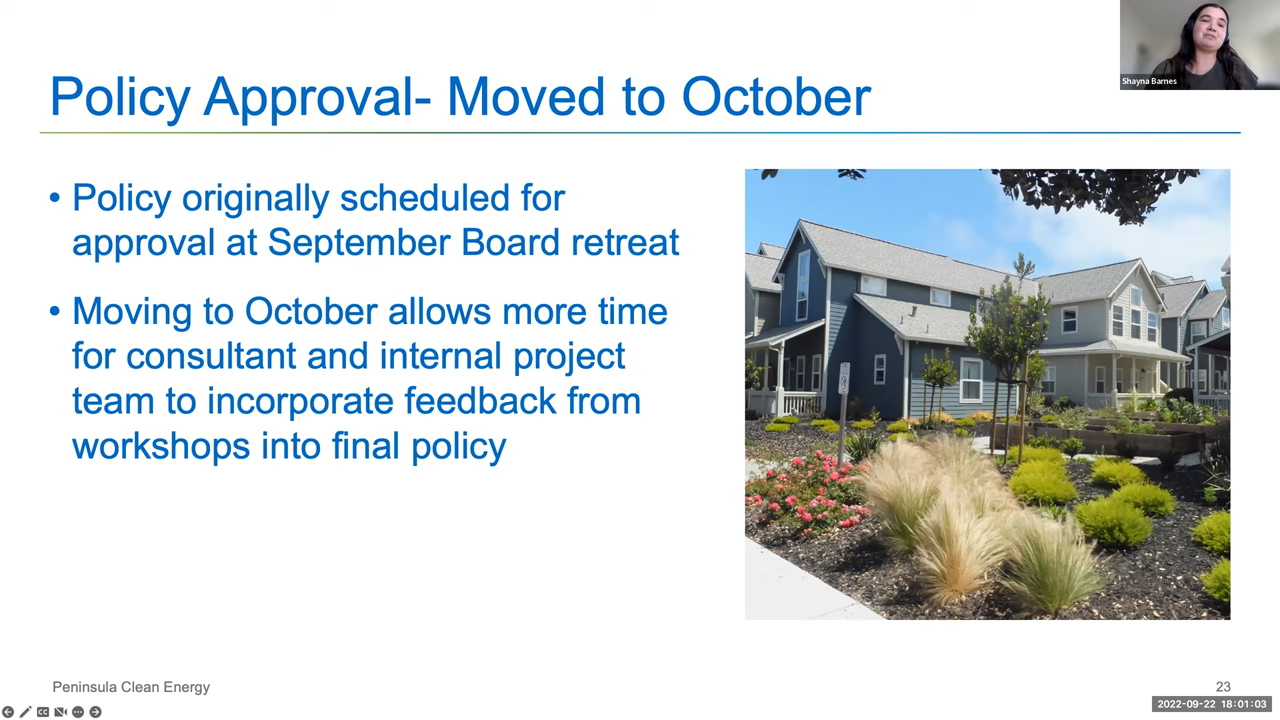 Shayna Barnes
Policy Approval- Moved to October
• Policy originally scheduled for
approval at September Board retreat
• Moving to October allows more time
for consultant and internal project
team to incorporate feedback from
workshops into final policy
Peninsula Clean Energy
23
2022-09-22 18:01:03
CC